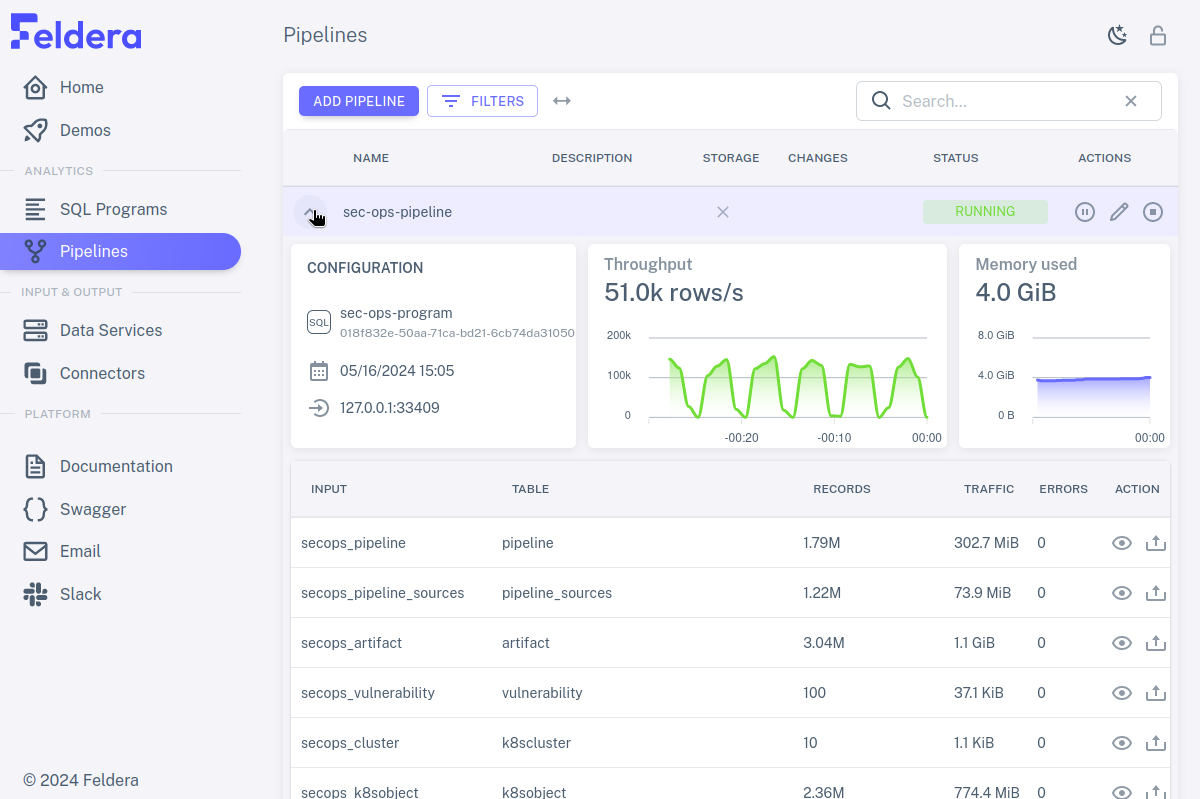 Feldera
Pipelines
Home
Demos
ANALYTICS
SQL Programs
Pipelines
INPUT & OUTPUT
Data Services
Connectors
PLATFORM
Documentation
Swagger
Email
Slack
© 2024 Feldera
ADD PIPELINE FILTERS Search...
NAME DESCRIPTION STORAGE CHANGES STATUS ACTIONS
sec-ops-pipeline RUNNING
CONFIGURATION
SQL sec-ops-program
018f832e-50aa-71ca-bd21-6cb74da31050
05/16/2024 15:05
127.0.0.1:33409
Throughput
51.0k rows/s
200k
100k
0
-00:20 -00:10 00:00
Memory used
4.0 GiB
8.0 GiB
4.0 GiB
0 B
00:00
INPUT TABLE RECORDS TRAFFIC ERRORS ACTION
secops_pipeline pipeline 1.79M 302.7 MiB 0
secops_pipeline_sources pipeline_sources 1.22M 73.9 MiB 0
secops_artifact artifact 3.04M 1.1 GiB 0
secops_vulnerability vulnerability 100 37.1 KiB 0
secops_cluster k8scluster 10 1.1 KiB 0
secops_k8sobject k8sobject 2.36M 774.4 MiB 0